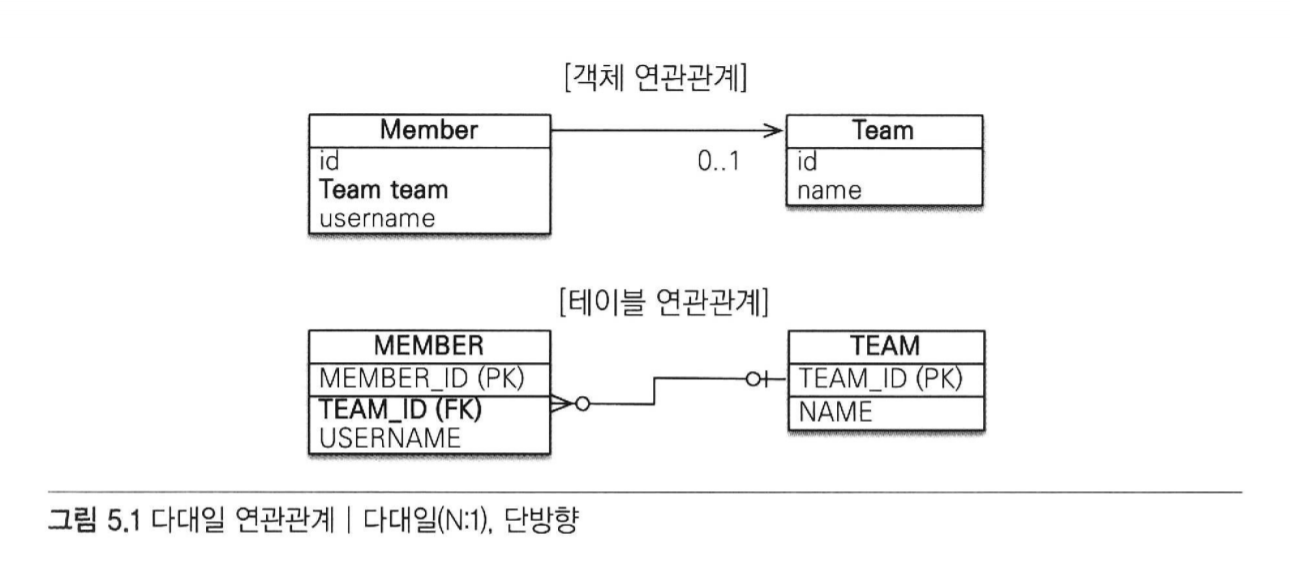 [객체 연관관계]
Member
id
Team team
username
0..1
Team
id
name
[테이블 연관관계]
MEMBER
MEMBER_ID (PK)
TEAM_ID (FK)
USERNAME
TEAM
TEAM_ID (PK)
NAME
그림 5.1 다대일 연관관계 | 다대일(N:1), 단방향